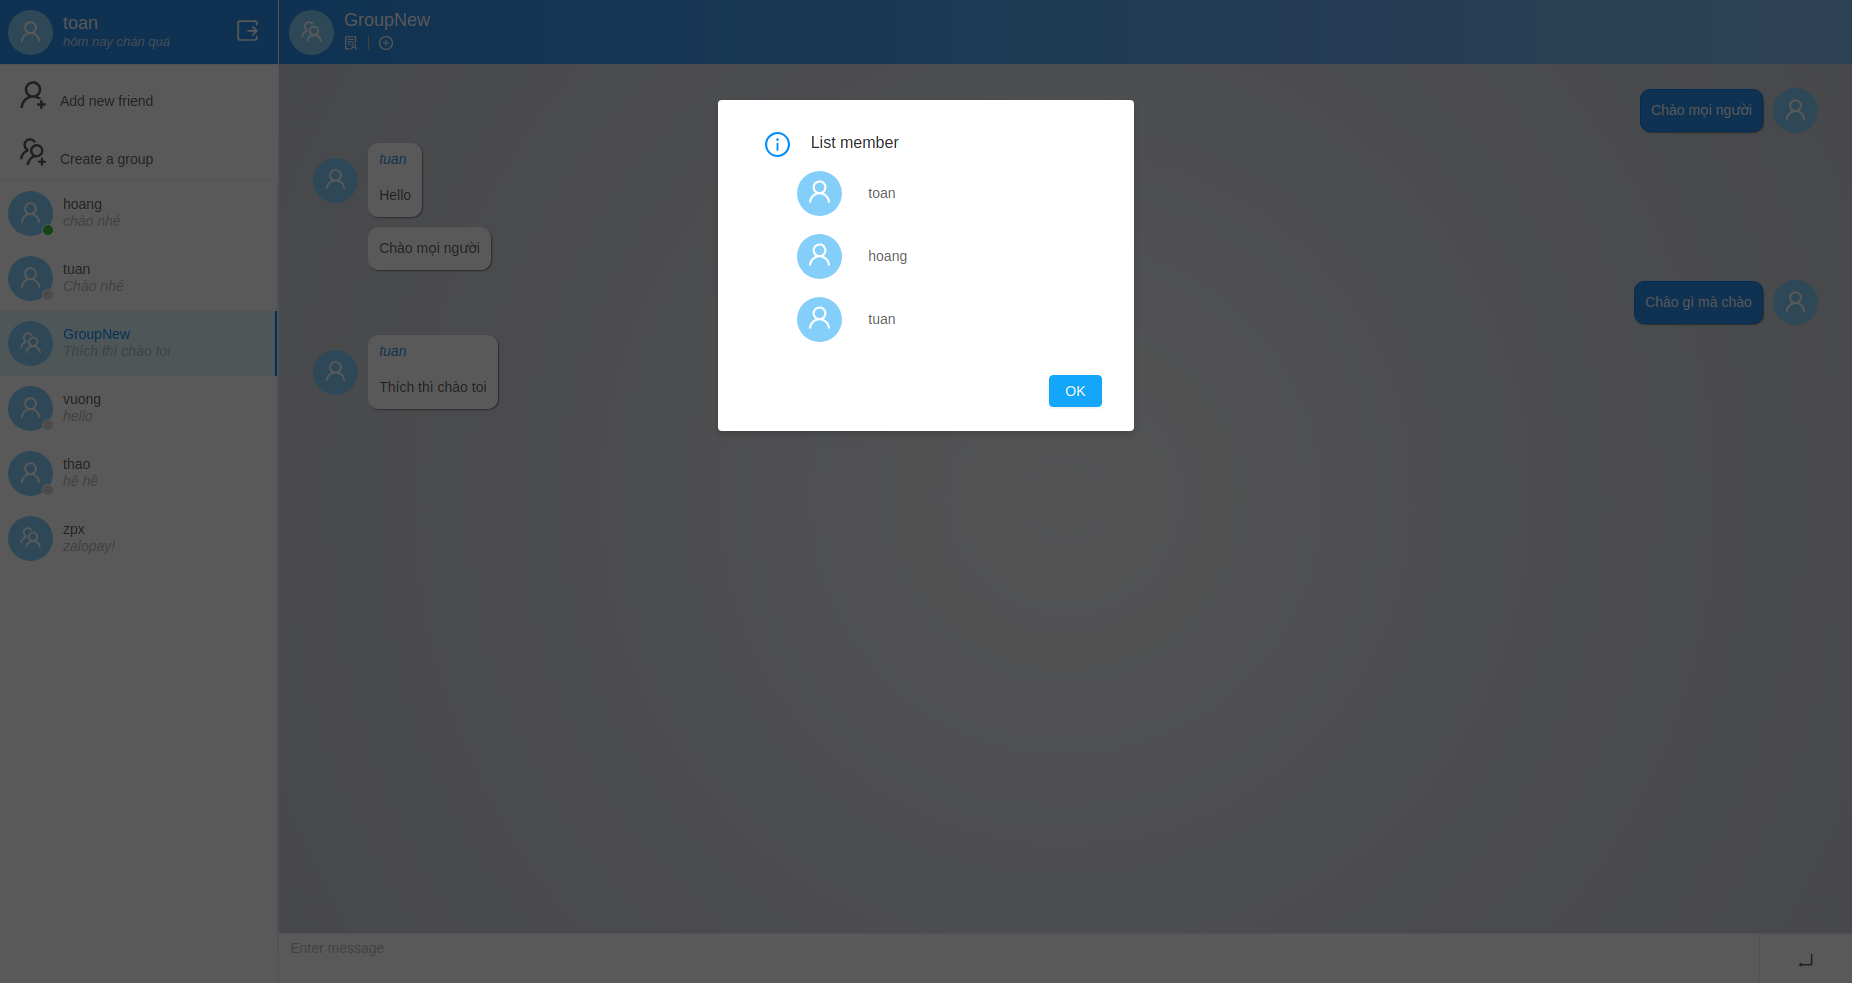 toan
hôm nay chán quá
Add new friend
Create a group
hoang
chào nhé
tuan
Chào nhé
GroupNew
Thích thì chào toi
vuong
hello
thao
hê hê
zpx
zalopay!
GroupNew
Chào mọi người
tuan
Hello
Chào mọi người
Chào gì mà chào
tuan
Thích thì chào toi
List member
toan
hoang
tuan
OK
Enter message